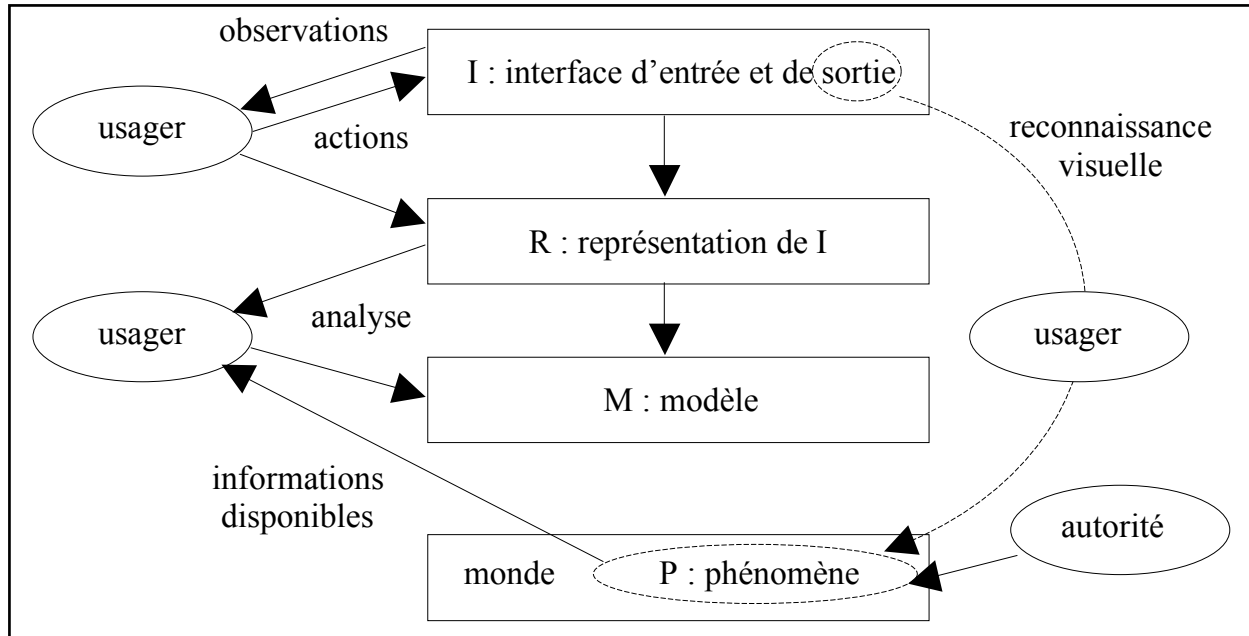 observations
I : interface d’entrée et de sortie
usager
actions
reconnaissance
visuelle
R : représentation de I
usager
analyse
usager
M : modèle
informations
disponibles
autorité
monde
P : phénomène